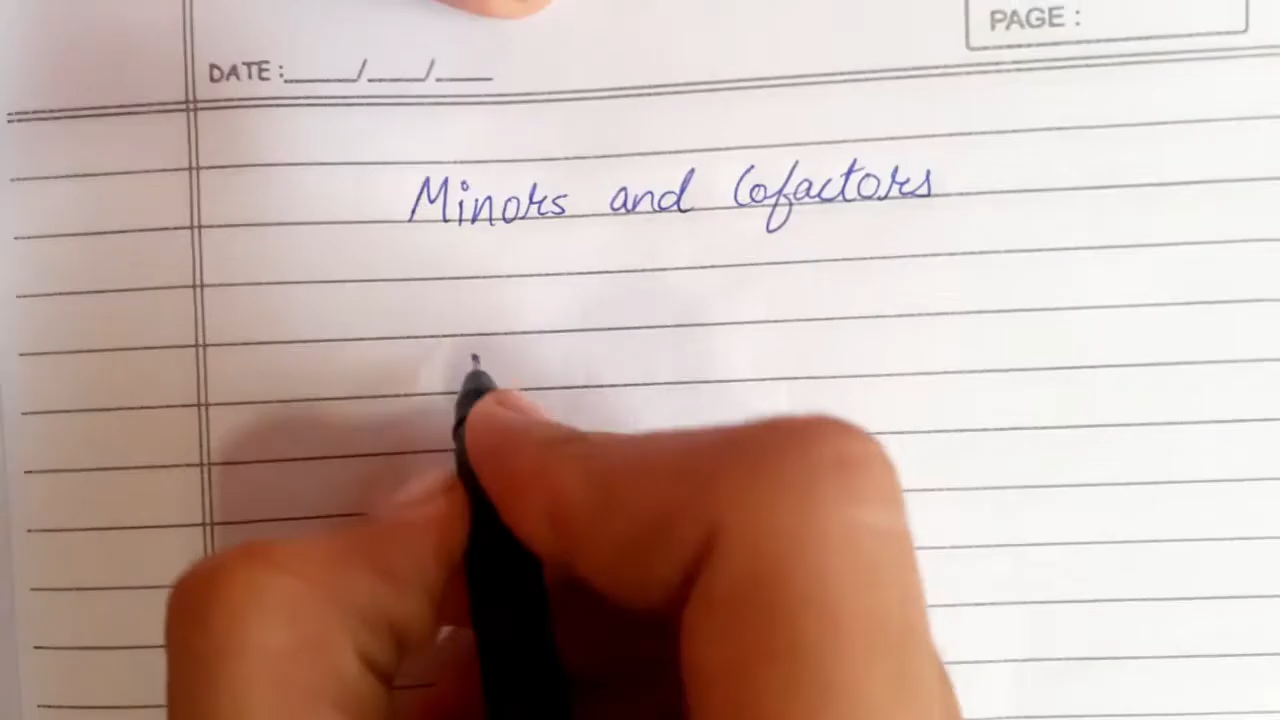 PAGE :
DATE :___/___/___
Minors and Cofactors